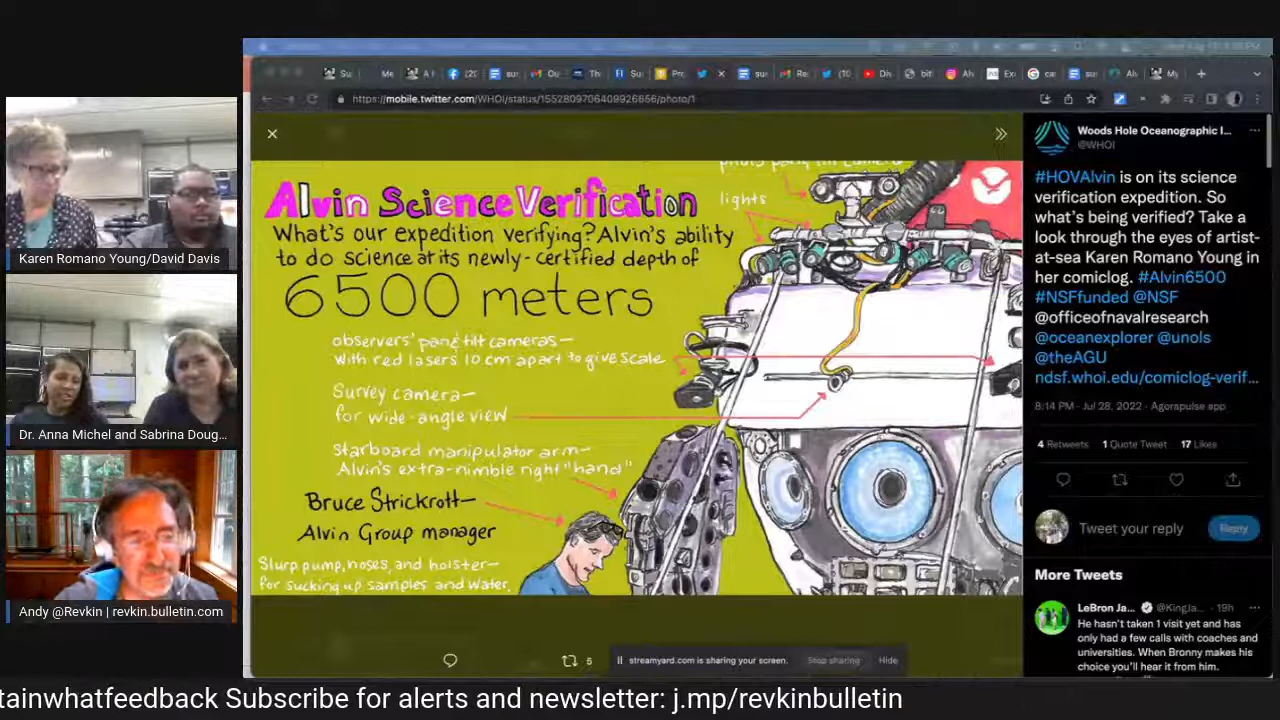 https://mobile.twitter.com/WHOI/status/1552809706409926656/photo/1
Karen Romano Young/David Davis
Dr. Anna Michel and Sabrina Doug...
Andy @Revkin | revkin.bulletin.com
lights
Alvin Science Verification
What's our expedition verifying? Alvin's ability
to do science at its newly-certified depth of
6500 meters
observers' pan & tilt cameras—
with red lasers 10 cm apart to give scale
Survey camera—
for wide-angle view
starboard manipulator arm—
Alvin's extra-nimble right "hand"
Bruce Strickrott—
Alvin Group manager
Slurp pump, noses, and holster—
for sucking up samples and water.
5
streamyard.com is sharing your screen.
Stop sharing
Hide
Woods Hole Oceanographic I...
@WHOI
#HOVAlvin is on its science
verification expedition. So
what's being verified? Take a
look through the eyes of artist-
at-sea Karen Romano Young in
her comiclog. #Alvin6500
#NSFfunded @NSF
@officeofnavalresearch
@oceanexplorer @unols
@theAGU
ndsf.whoi.edu/comiclog-verif...
8:14 PM · Jul 28, 2022 · Agorapulse app
4 Retweets 1 Quote Tweet 17 Likes
Tweet your reply
Reply
More Tweets
LeBron Ja... @KingJa... · 19h
He hasn't taken 1 visit yet and has
only had a few calls with coaches and
universities. When Bronny makes his
choice you'll hear it from him.
tainwhatfeedback Subscribe for alerts and newsletter: j.mp/revkinbulletin